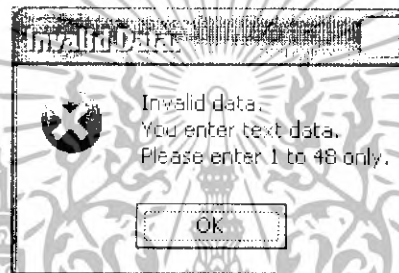 Invalid Data.
Invalid data.
You enter text data.
Please enter 1 to 48 only.
OK